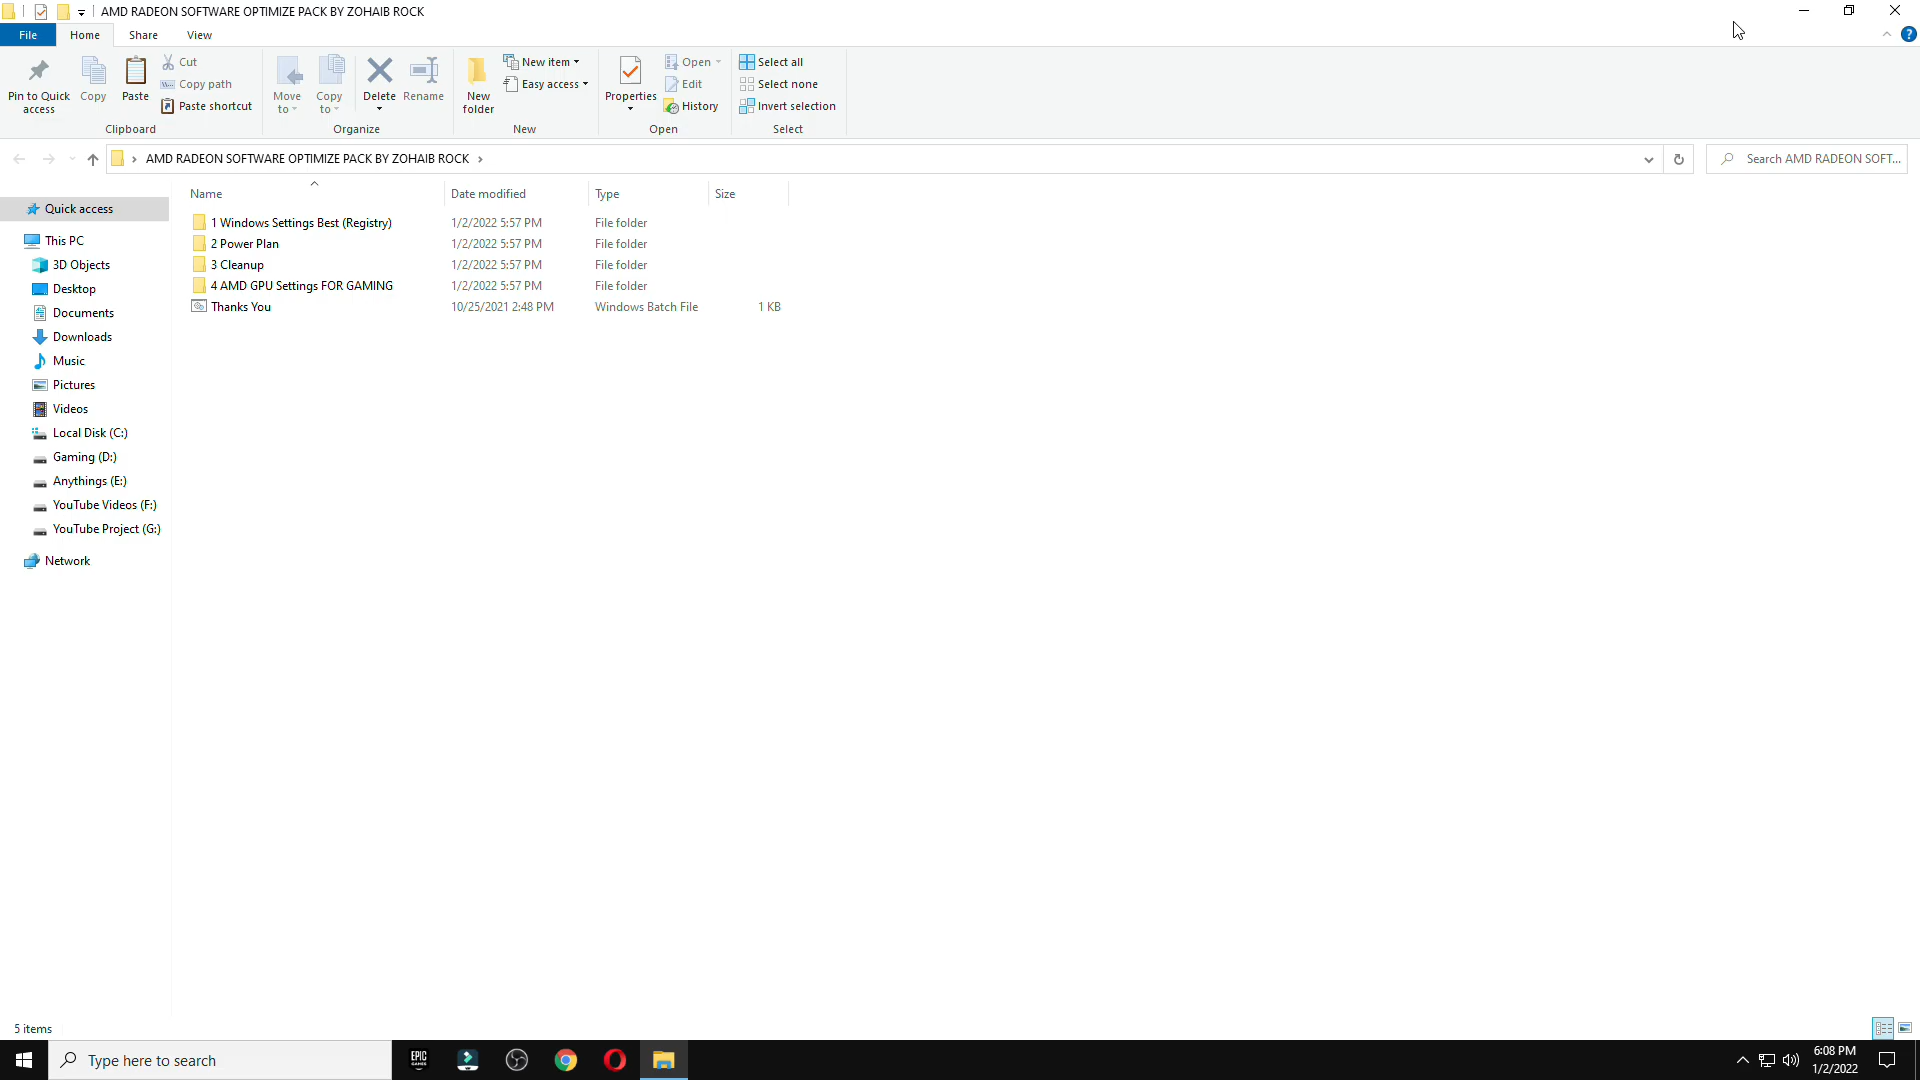 AMD RADEON SOFTWARE OPTIMIZE PACK BY ZOHAIB ROCK
File Home Share View
Pin to Quick access
Copy
Paste
Cut
Copy path
Paste shortcut
Clipboard
Move to
Copy to
Delete
Rename
Organize
New folder
New item
Easy access
New
Properties
Open
Edit
History
Open
Select all
Select none
Invert selection
Select
AMD RADEON SOFTWARE OPTIMIZE PACK BY ZOHAIB ROCK
Search AMD RADEON SOFT...
Name Date modified Type Size
1 Windows Settings Best (Registry) 1/2/2022 5:57 PM File folder
2 Power Plan 1/2/2022 5:57 PM File folder
3 Cleanup 1/2/2022 5:57 PM File folder
4 AMD GPU Settings FOR GAMING 1/2/2022 5:57 PM File folder
Thanks You 10/25/2021 2:48 PM Windows Batch File 1 KB
Quick access
This PC
3D Objects
Desktop
Documents
Downloads
Music
Pictures
Videos
Local Disk (C:)
Gaming (D:)
Anythings (E:)
YouTube Videos (F:)
YouTube Project (G:)
Network
5 items
Type here to search
EPIC GAMES
6:08 PM
1/2/2022